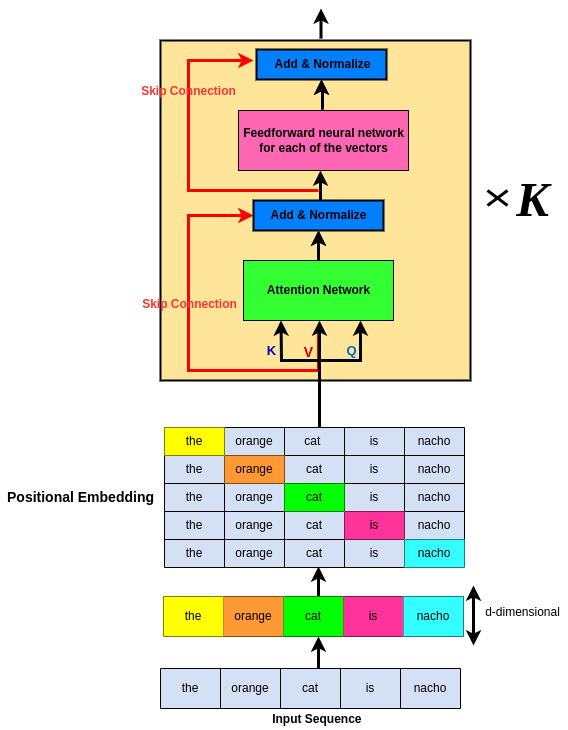 Add & Normalize
Skip Connection
Feedforward neural network
for each of the vectors
× K
Add & Normalize
Attention Network
Skip Connection
K V Q
the orange cat is nacho
the orange cat is nacho
Positional Embedding
the orange cat is nacho
the orange cat is nacho
the orange cat is nacho
the orange cat is nacho
d-dimensional
the orange cat is nacho
Input Sequence